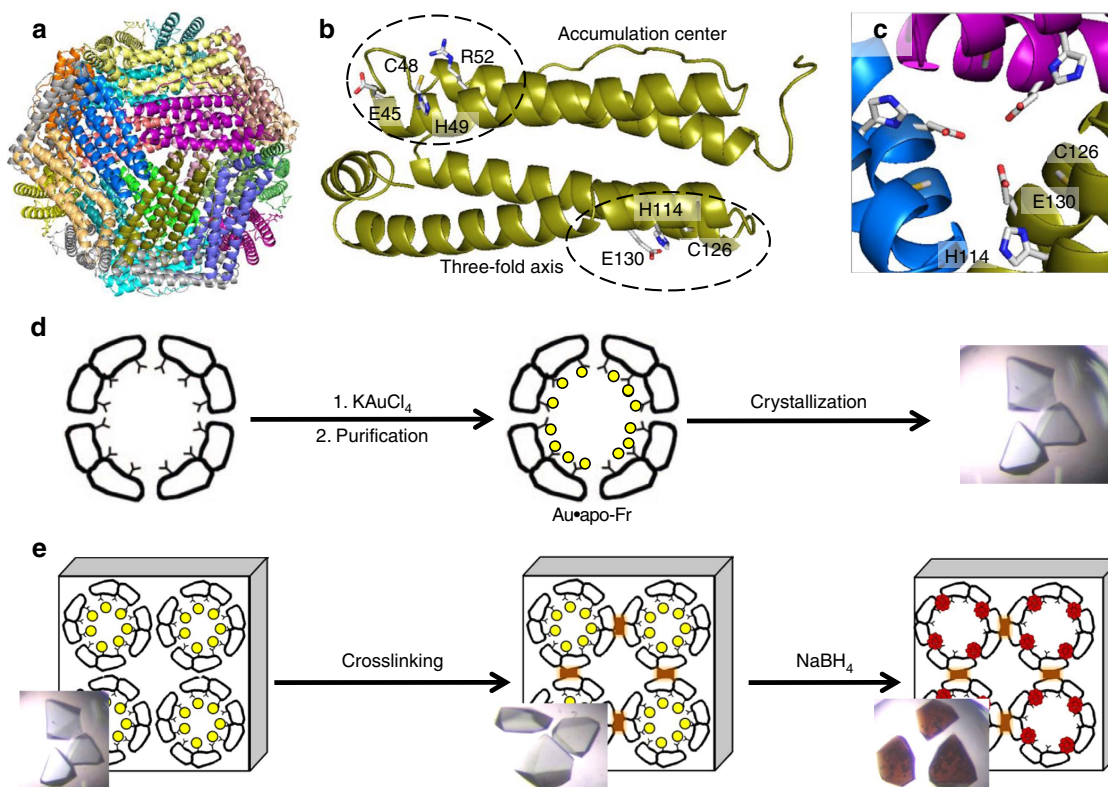 a
b
c
Accumulation center
C48
R52
E45
H49
H114
E130
C126
Three-fold axis
C126
E130
H114
d
1. KAuCl4
2. Purification
Crystallization
Au•apo-Fr
e
Crosslinking
NaBH4